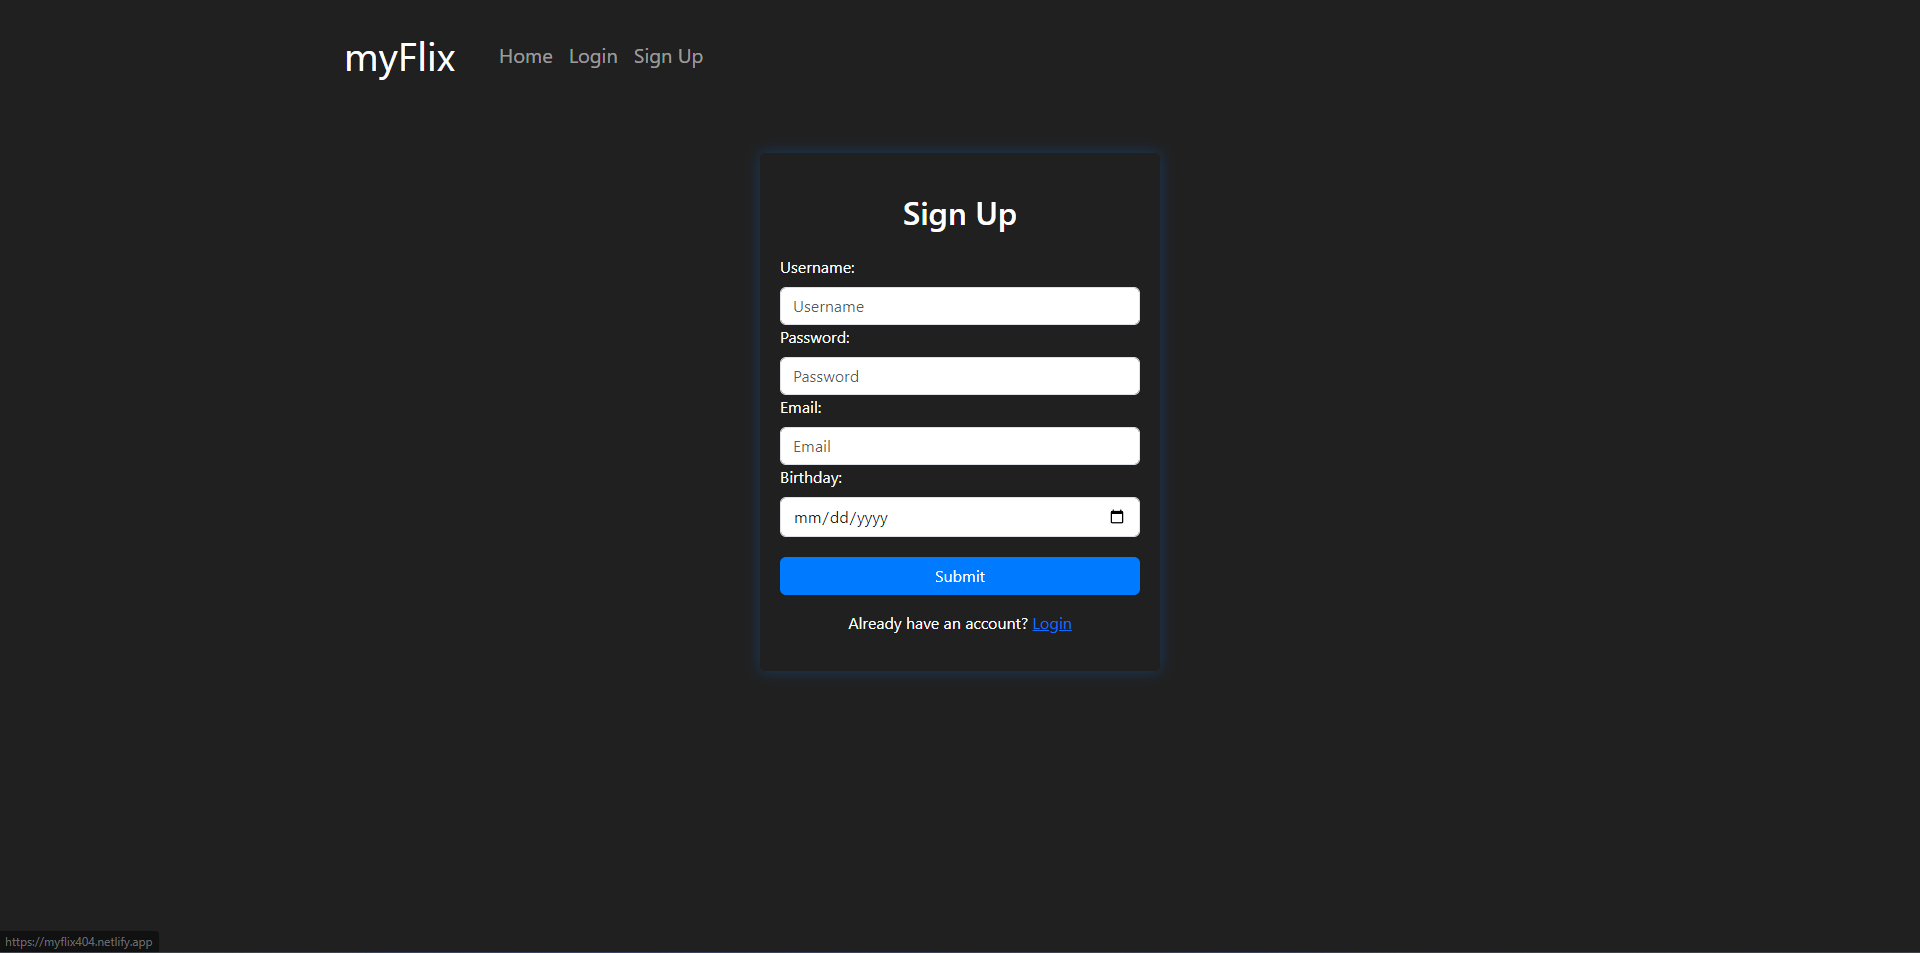 myFlix Home Login Sign Up
Sign Up
Username:
Username
Password:
Password
Email:
Email
Birthday:
mm/dd/yyyy
Submit
Already have an account? Login
https://myflix404.netlify.app